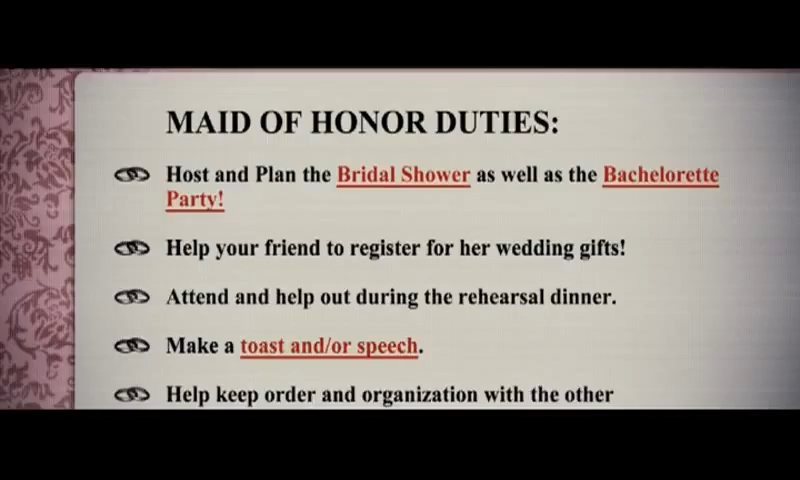 MAID OF HONOR DUTIES:
Host and Plan the Bridal Shower as well as the Bachelorette
Party!
Help your friend to register for her wedding gifts!
Attend and help out during the rehearsal dinner.
Make a toast and/or speech.
Help keep order and organization with the other